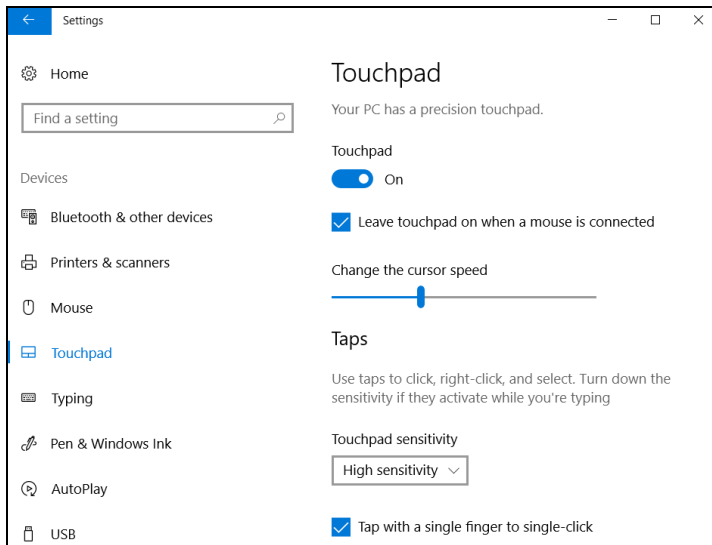 Settings
Home
Find a setting
Devices
Bluetooth & other devices
Printers & scanners
Mouse
Touchpad
Typing
Pen & Windows Ink
AutoPlay
USB
Touchpad
Your PC has a precision touchpad.
Touchpad
On
Leave touchpad on when a mouse is connected
Change the cursor speed
Taps
Use taps to click, right-click, and select. Turn down the
sensitivity if they activate while you're typing
Touchpad sensitivity
High sensitivity
Tap with a single finger to single-click